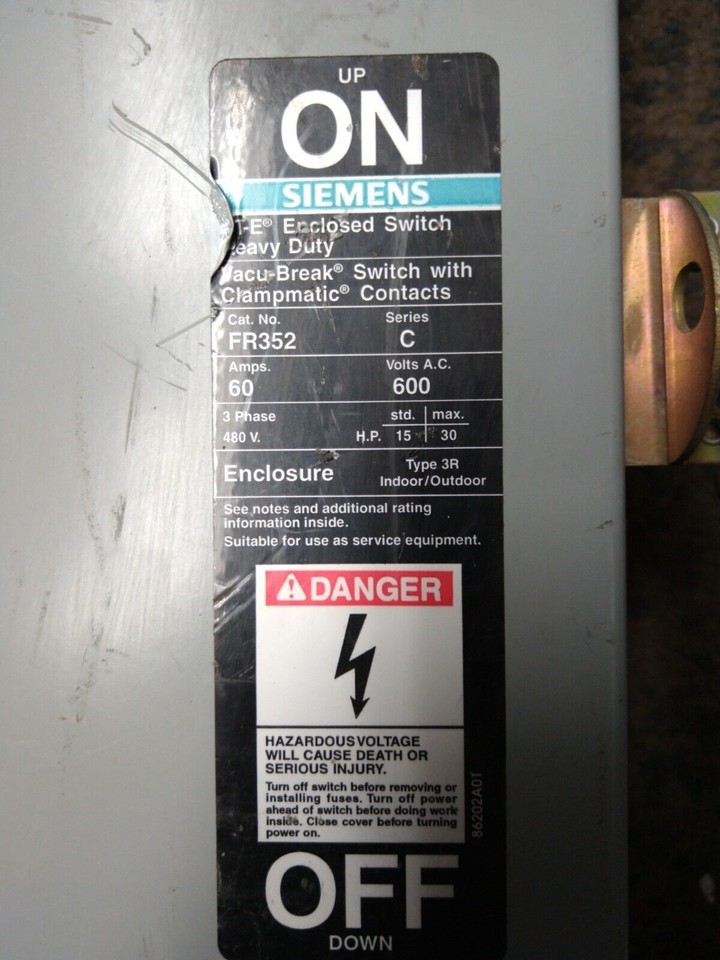 UP
ON
SIEMENS
T-E® Enclosed Switch
eavy Duty
Vacu-Break® Switch with
Clampmatic® Contacts
Cat. No. Series
FR352 C
Amps. Volts A.C.
60 600
3 Phase std. max.
480 V. H.P. 15 30
Enclosure Type 3R
Indoor/Outdoor
See notes and additional rating
information inside.
Suitable for use as service equipment.
DANGER
HAZARDOUS VOLTAGE
WILL CAUSE DEATH OR
SERIOUS INJURY.
Turn off switch before removing or
installing fuses. Turn off power
ahead of switch before doing work
inside. Close cover before turning
power on.
86202A01
OFF
DOWN